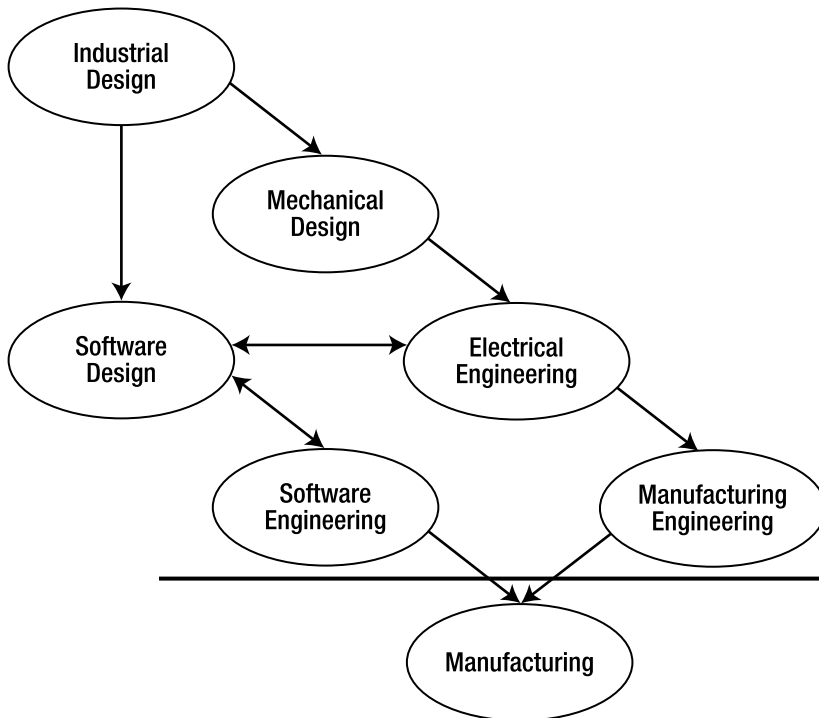 Industrial
Design
Mechanical
Design
Software
Design
Electrical
Engineering
Software
Engineering
Manufacturing
Engineering
Manufacturing